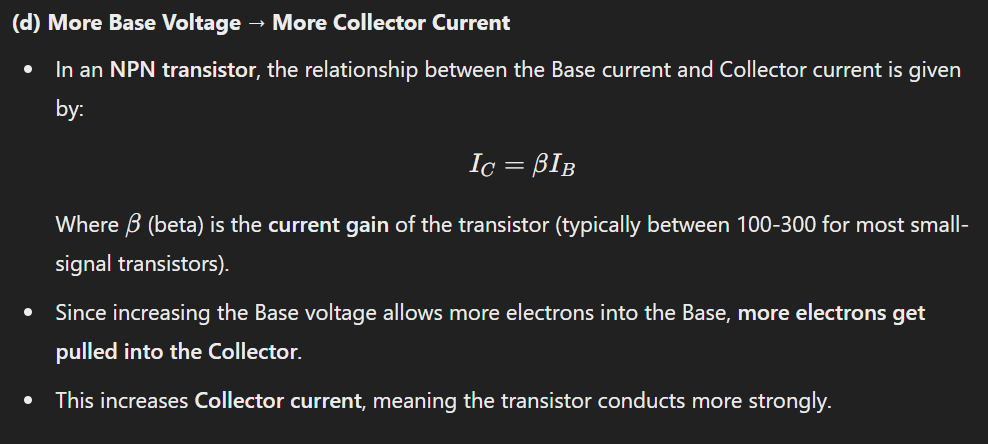 (d) More Base Voltage → More Collector Current
• In an NPN transistor, the relationship between the Base current and Collector current is given
by:
I_C = βI_B
Where β (beta) is the current gain of the transistor (typically between 100-300 for most small-
signal transistors).
• Since increasing the Base voltage allows more electrons into the Base, more electrons get
pulled into the Collector.
• This increases Collector current, meaning the transistor conducts more strongly.